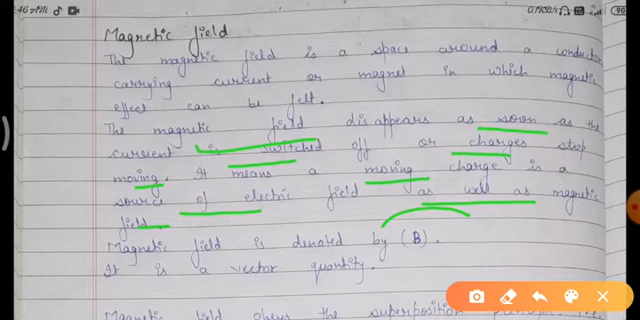 Magnetic field
The magnetic field is a space around a conductor
carrying current or magnet in which magnetic
effect can be felt.
The magnetic field disappears as soon as the
current is switched off or charges stop
moving. It means a moving charge is a
source of electric field as well as magnetic
field.
Magnetic field is denoted by (B).
It is a vector quantity.
Magnetic field obeys the superposition